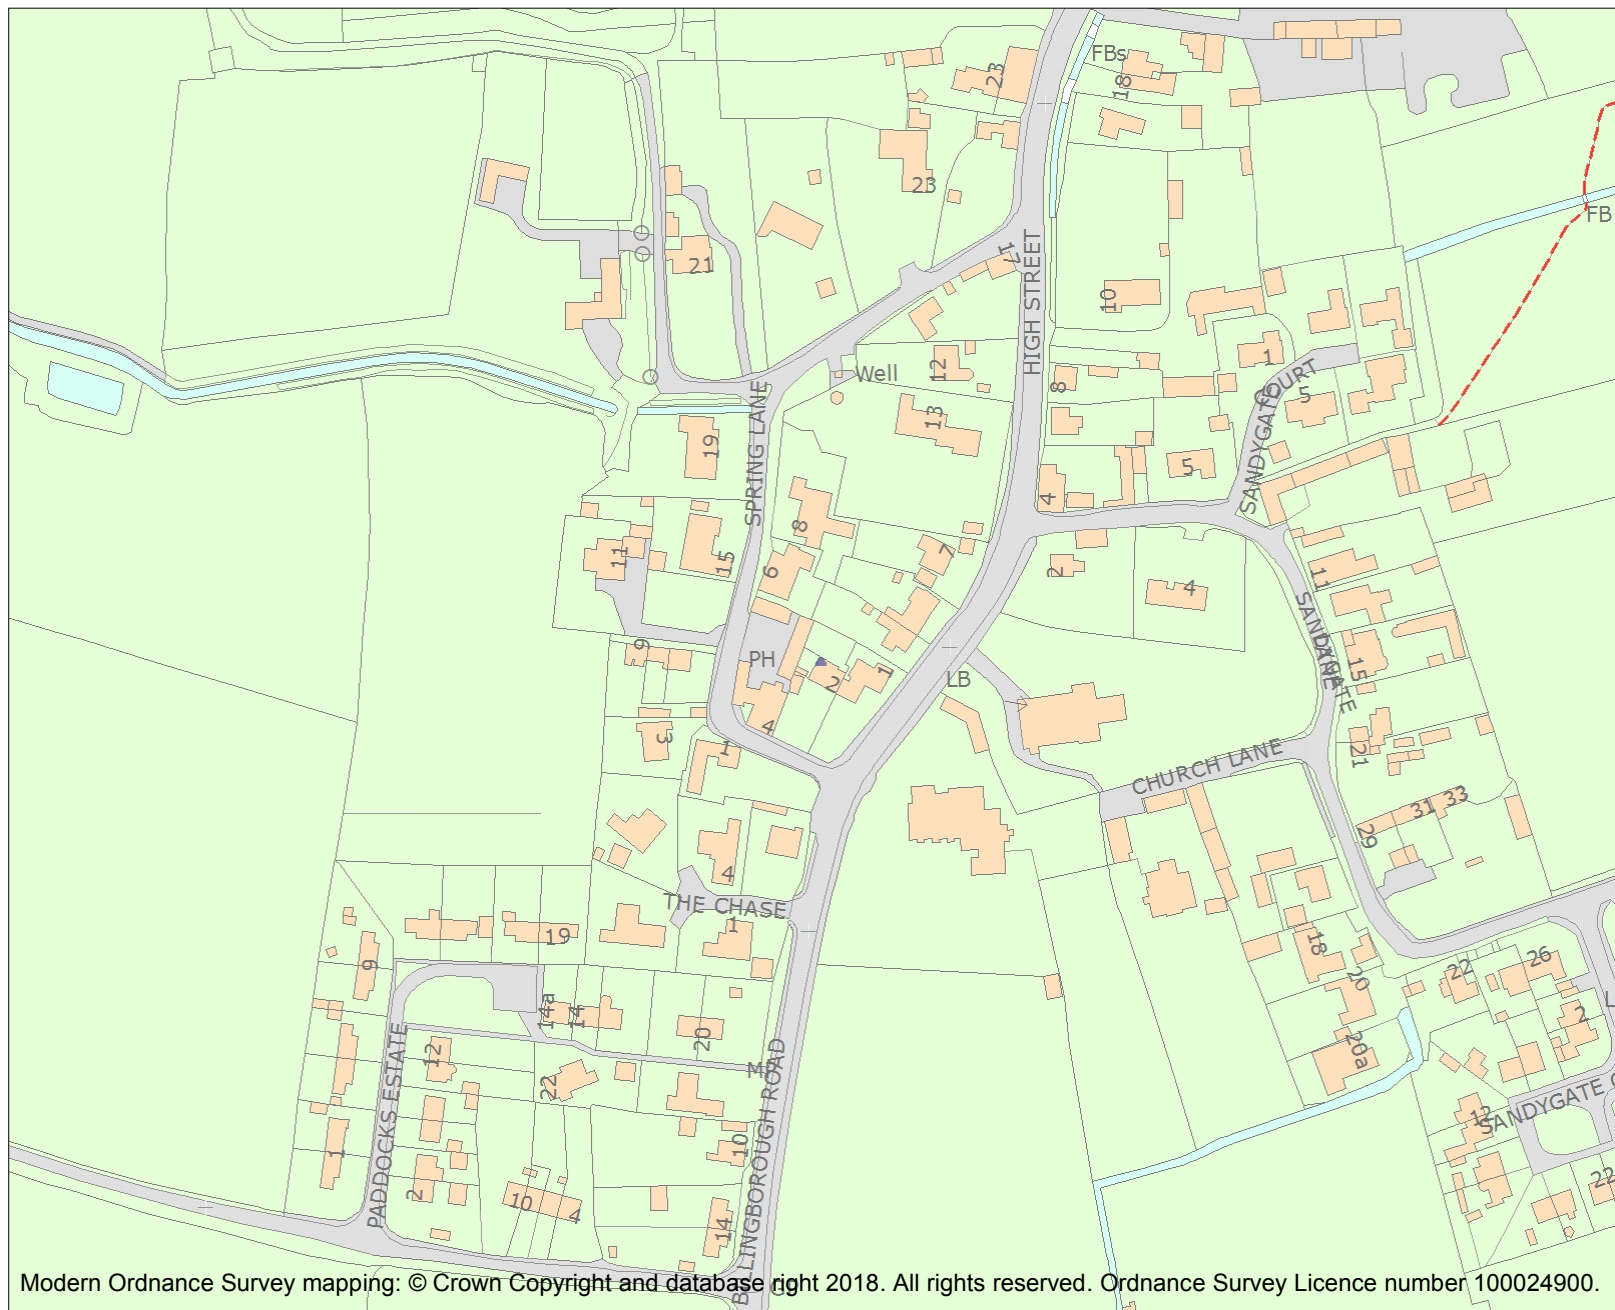 FBs
23
18
23
FB
17
HIGH STREET
21
10
Well
12
8
1
SANDYGATE
COURT
5
13
19
SPRING LANE
5
4
8
7
11
15
6
2
4
11
SANDYGATE
LANE
9
PH
2
1
LB
15
4
3
1
21
CHURCH LANE
31
33
29
4
THE CHASE
1
19
9
18
20
22
26
14a
14
20
2
20a
12
22
MP
PADDOCKS ESTATE
BILLINGBOROUGH ROAD
10
12
SANDYGATE C
1
2
10
4
14
22
Modern Ordnance Survey mapping: © Crown Copyright and database right 2018. All rights reserved. Ordnance Survey Licence number 100024900.